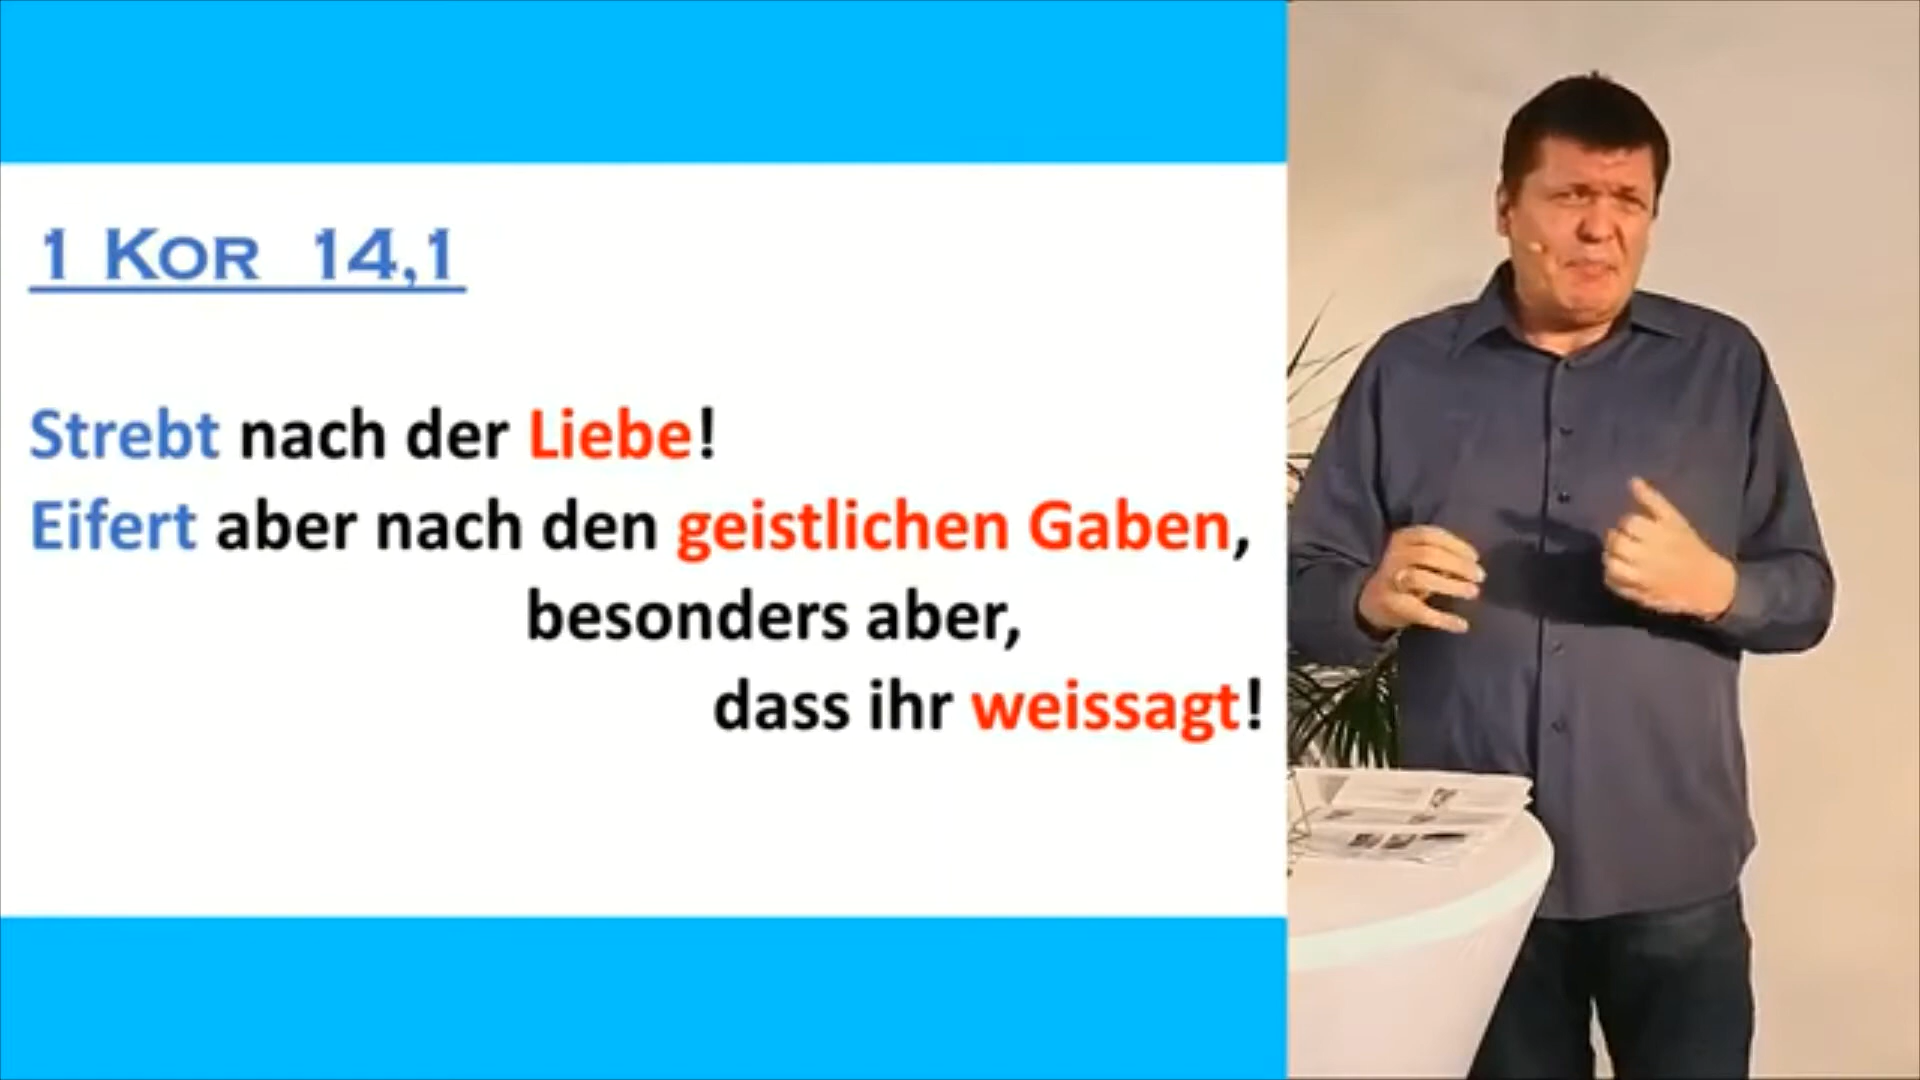 1 KOR 14,1
Strebt nach der Liebe!
Eifert aber nach den geistlichen Gaben,
besonders aber,
dass ihr weissagt!